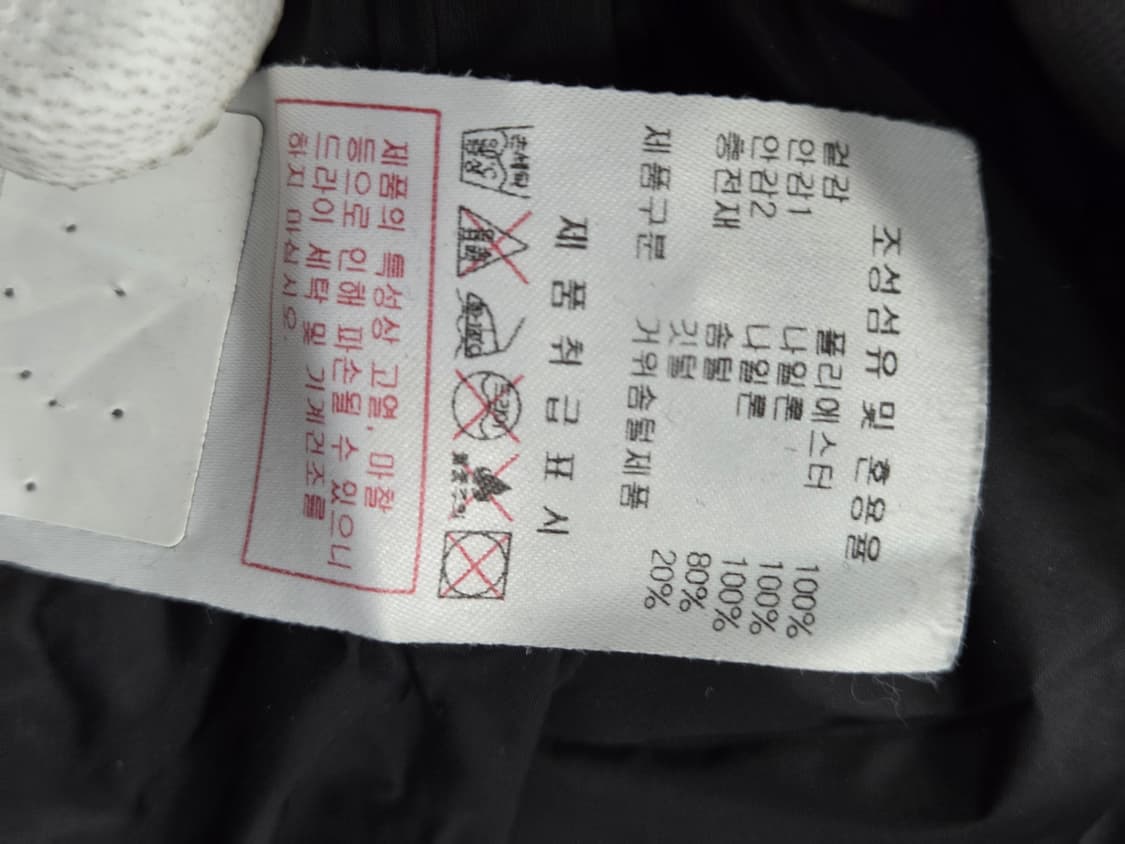 조성섬유 및 혼용율
겉감 폴리에스터 100%
안감1 나일론 100%
안감2 나일론 100%
충전재 솜털 80%
깃털 20%
제품구분 거위솜털제품
제 품 취 급 표 시
손세탁
제품의 특성상 고열, 마찰
등으로 인해 파손될 수 있으니
드라이 세탁 및 기계건조를
하지 마십시오.